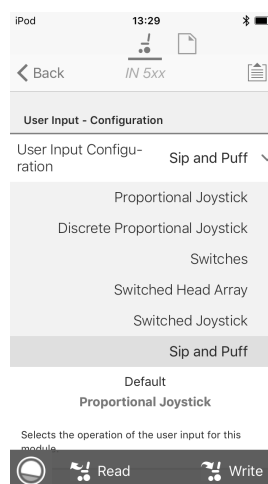 iPod 13:29
Back IN 5xx
User Input - Configuration
User Input Configu-
ration Sip and Puff
Proportional Joystick
Discrete Proportional Joystick
Switches
Switched Head Array
Switched Joystick
Sip and Puff
Default
Proportional Joystick
Selects the operation of the user input for this
module
Read Write